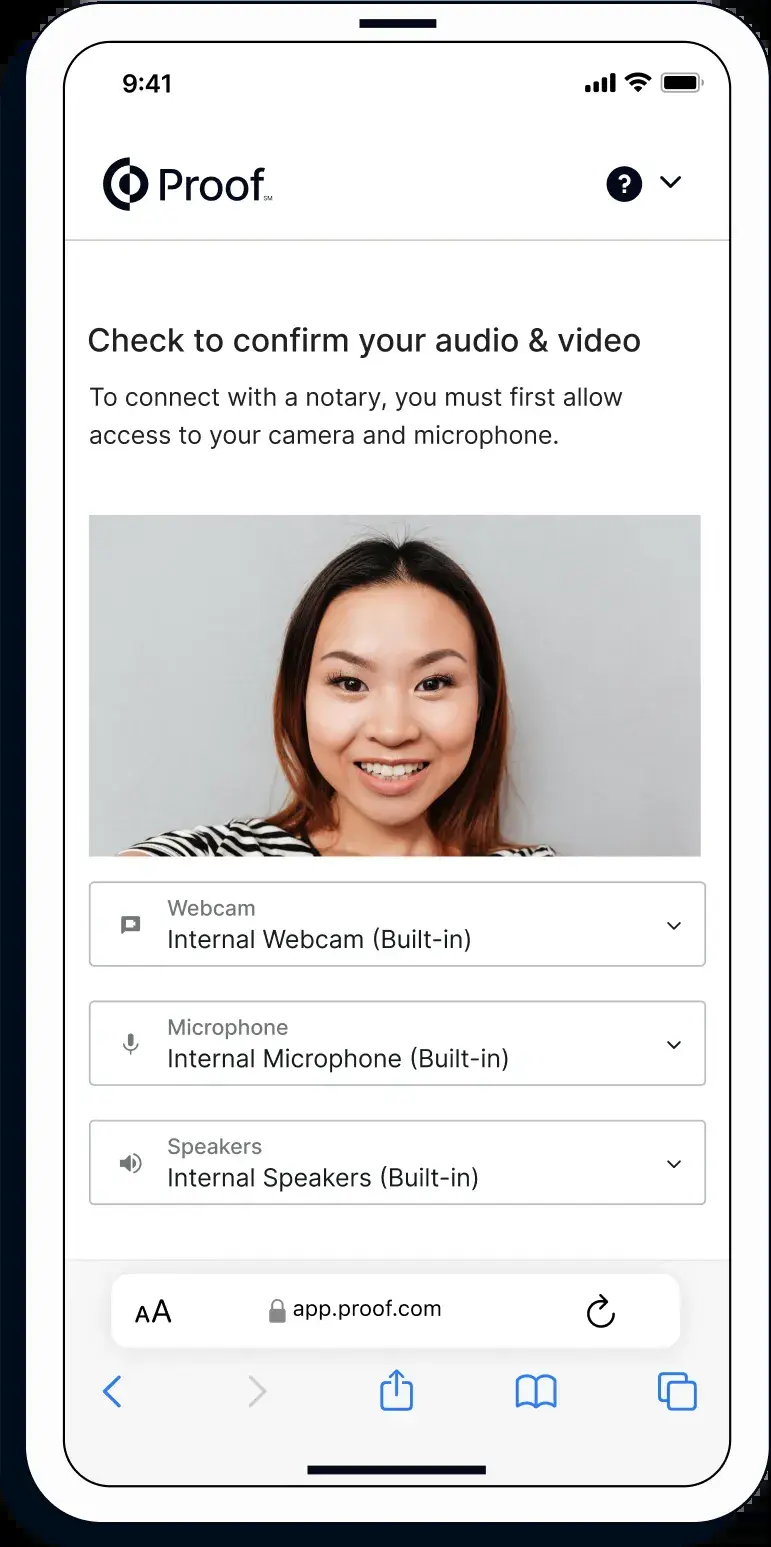 9:41
Proof SM
?
Check to confirm your audio & video
To connect with a notary, you must first allow
access to your camera and microphone.
Webcam
Internal Webcam (Built-in)
Microphone
Internal Microphone (Built-in)
Speakers
Internal Speakers (Built-in)
AA app.proof.com